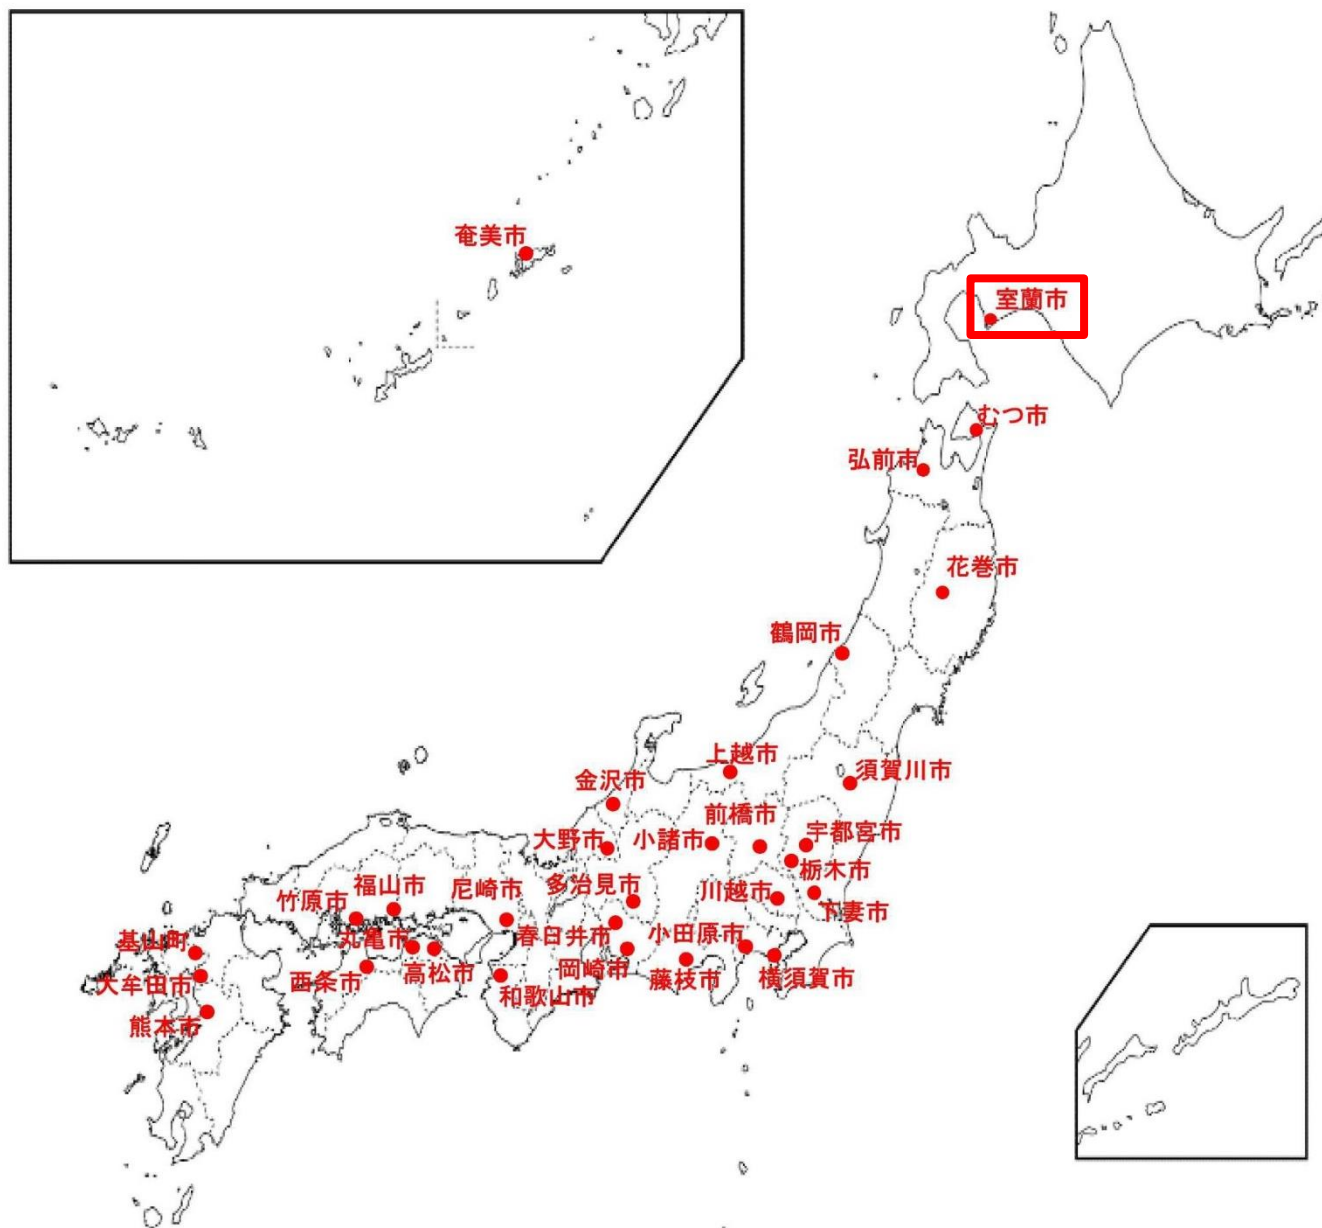 奄美市
室蘭市
むつ市
弘前市
花巻市
鶴岡市
上越市
須賀川市
金沢市
前橋市
宇都宮市
大野市
小諸市
栃木市
多治見市
川越市
下妻市
福山市
尼崎市
竹原市
春日井市
小田原市
基山町
丸亀市
岡崎市
藤枝市
横須賀市
大牟田市
西条市
高松市
和歌山市
熊本市